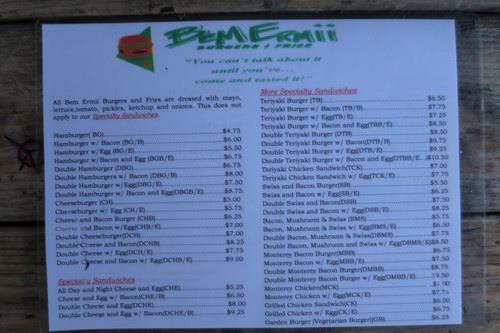 BEM ERMII
BURGERS & FRIES
"You can't talk about it
until you've...
come and tasted it!"
All Bem Ermii Burgers and Fries are dressed with mayo,
lettuce, tomato, pickles, ketchup and onions. This does not
apply to our Specialty Sandwiches.
Hamburger(BG) $4.75
Hamburger w/Bacon (BG/B) $6.00
Hamburger w/Egg (BG/E) $5.50
Hamburger w/Bacon and Egg (BGB/E) $6.75
Double Hamburger (DBG) $6.75
Double Hamburger w/Bacon (DBG/B) $8.00
Double Hamburger w/Egg(DBG/E) $7.50
Double Hamburger w/Bacon and Egg(DBGB/E) $8.75
Cheeseburger (CH) $5.00
Cheeseburger w/Egg (CH/E) $5.75
Cheese and Bacon Burger (CHB) $6.25
Cheese and Bacon w/Egg(CHB/E) $7.00
Double Cheeseburger(DCH) $7.00
Double Cheese and Bacon(DCHB) $8.25
Double Cheese w/ Egg(DCH/E) $7.75
Double Cheese and Bacon w/ Egg(DCHB/E) $9.00
Specialty Sandwiches
All Day and Night Cheese and Egg(CHE) $5.25
Cheese and Egg w/Bacon(CHE/B) $6.50
Double Cheese and Egg(DCHE) $8.00
Double Cheese and Egg w/ Bacon(DCHE/B) $9.25
More Specialty Sandwiches
Teriyaki Burger (TB) $6.50
Teriyaki Burger w/ Bacon (TB/B) $7.75
Teriyaki Burger w/ Egg(TB/E) $7.25
Teriyaki Burger w/ Bacon and Egg(TBB/E) $8.50
Double Teriyaki Burger (DTB) $8.50
Double Teriyaki Burger w/ Bacon(DTB/B) $9.75
Double Teriyaki Burger w/ Egg(DTB/E) $9.25
Double Teriyaki Burger w/ Bacon and Egg(DTBB/E) $10.50
Teriyaki Chicken Sandwich(TCK) $7.00
Teriyaki Chicken Sandwich w/ Egg(TCK/E) $7.75
Swiss and Bacon Burger(SB) $5.50
Swiss and Bacon w/ Egg(SB/E) $6.25
Double Swiss and Bacon(DSB) $7.50
Double Swiss and Bacon w/ Egg(DSB/E) $8.25
Bacon, Mushroom & Swiss (BMS) $5.75
Bacon, Mushroom & Swiss w/ Egg(BMS/E) $6.50
Double Bacon, Mushroom & Swiss(DBMS) $7.75
Double Bacon, Mushroom and Swiss w/ Egg(DBMS/E) $8.50
Monterey Bacon Burger(MBB) $6.75
Monterey Bacon w/ Egg(MBB/E) $7.50
Double Monterey Bacon Burger(DMBB) $8.75
Double Monterey Bacon Burger w/ Egg(DMBB/E)
Monterey Chicken(MCK)
Monterey Chicken w/ Egg(MCK/E) $7.75
Grilled Chicken Sandwich(CK) $6.00
Grilled Chicken w/ Egg(CK/E) $6.75
Garden Burger (Vegetarian Burger)(GB) $6.25